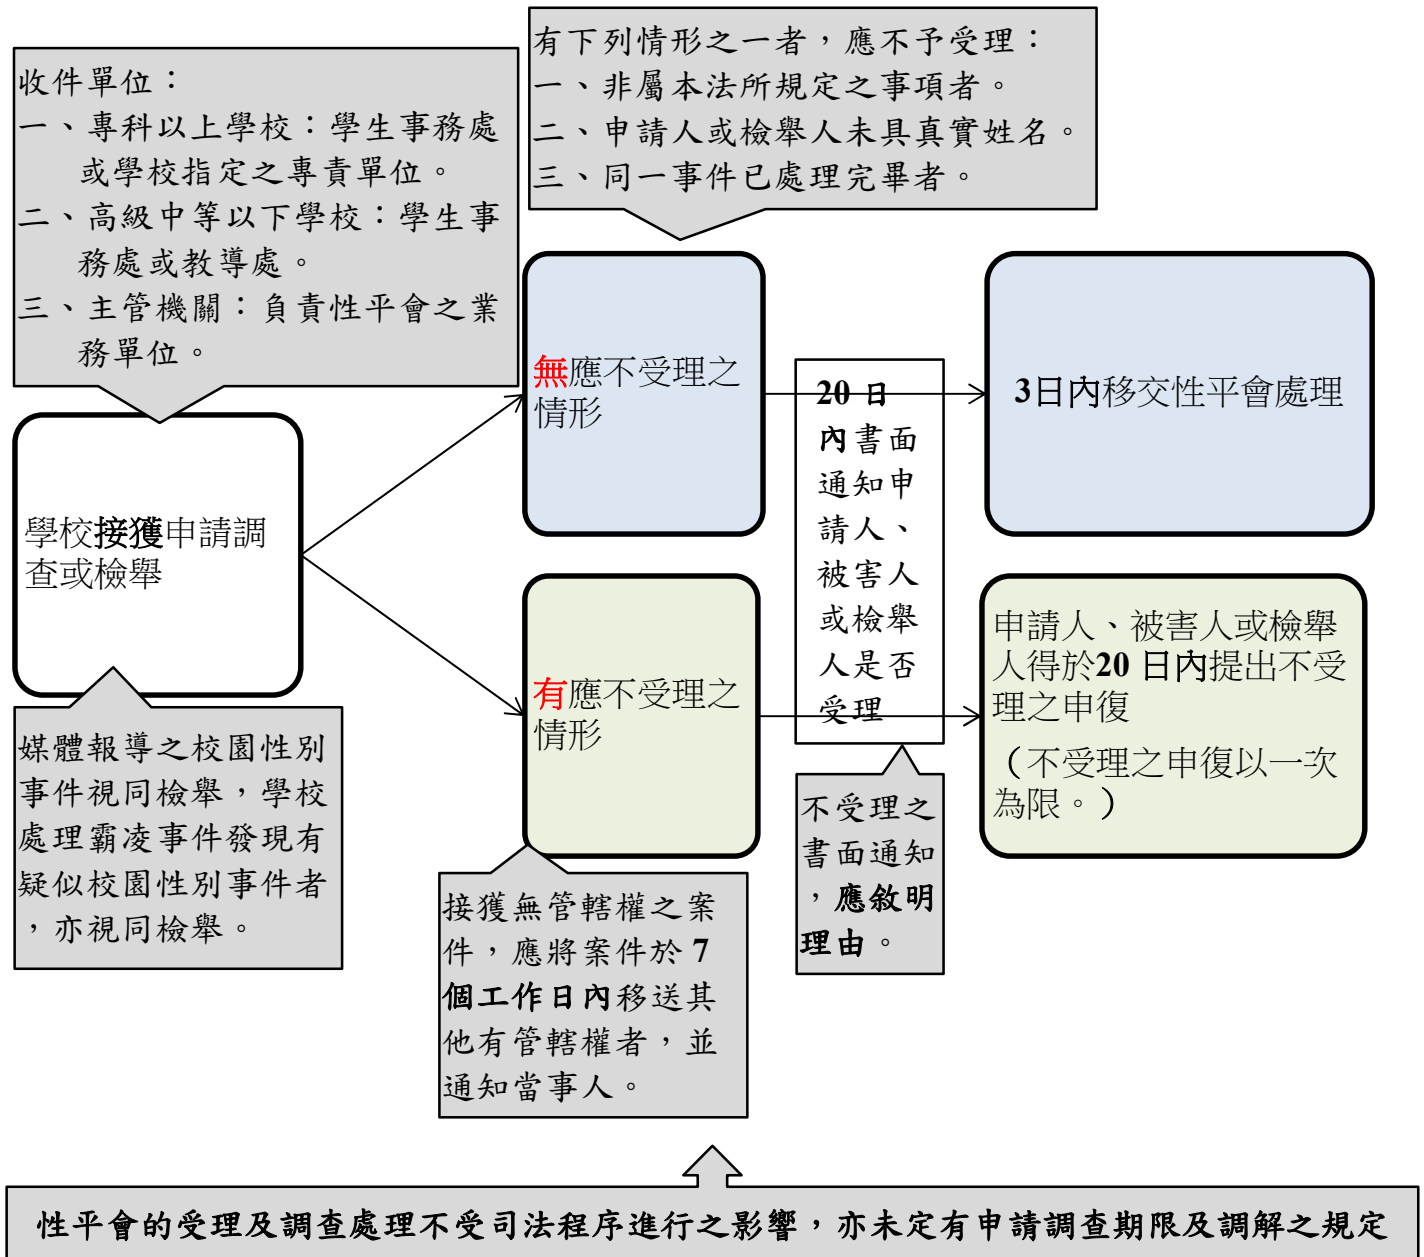 有下列情形之一者，應不予受理：
一、非屬本法所規定之事項者。
二、申請人或檢舉人未具真實姓名。
三、同一事件已處理完畢者。
收件單位：
一、專科以上學校：學生事務處
或學校指定之專責單位。
二、高級中等以下學校：學生事
務處或教導處。
三、主管機關：負責性平會之業
務單位。
學校接獲申請調
查或檢舉
媒體報導之校園性別
事件視同檢舉，學校
處理霸凌事件發現有
疑似校園性別事件者
，亦視同檢舉。
無應不受理之
情形
有應不受理之
情形
接獲無管轄權之案
件，應將案件於 7
個工作日內移送其
他有管轄權者，並
通知當事人。
20 日
內書面
通知申
請人、
被害人
或檢舉
人是否
受理
不受理之
書面通知
，應敘明
理由。
3日內移交性平會處理
申請人、被害人或檢舉
人得於20 日內提出不受
理之申復
（不受理之申復以一次
為限。）
性平會的受理及調查處理不受司法程序進行之影響，亦未定有申請調查期限及調解之規定